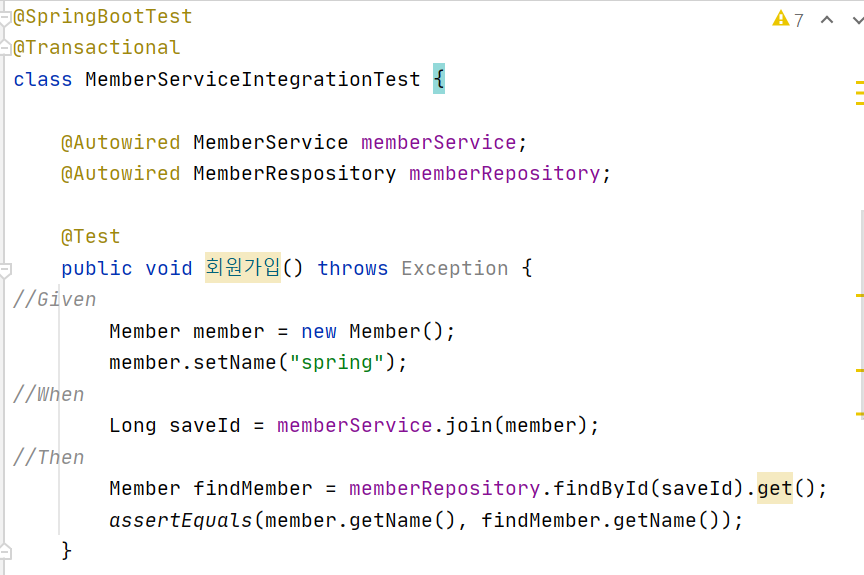 @SpringBootTest
7
@Transactional
class MemberServiceIntegrationTest {
@Autowired MemberService memberService;
@Autowired MemberRespository memberRepository;
@Test
public void 회원가입() throws Exception {
//Given
Member member = new Member();
member.setName("spring");
//When
Long saveId = memberService.join(member);
//Then
Member findMember = memberRepository.findById(saveId).get();
assertEquals(member.getName(), findMember.getName());
}